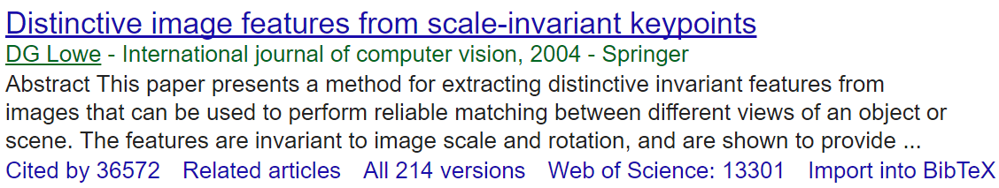 Distinctive image features from scale-invariant keypoints
DG Lowe - International journal of computer vision, 2004 - Springer
Abstract This paper presents a method for extracting distinctive invariant features from
images that can be used to perform reliable matching between different views of an object or
scene. The features are invariant to image scale and rotation, and are shown to provide ...
Cited by 36572 Related articles All 214 versions Web of Science: 13301 Import into BibTeX